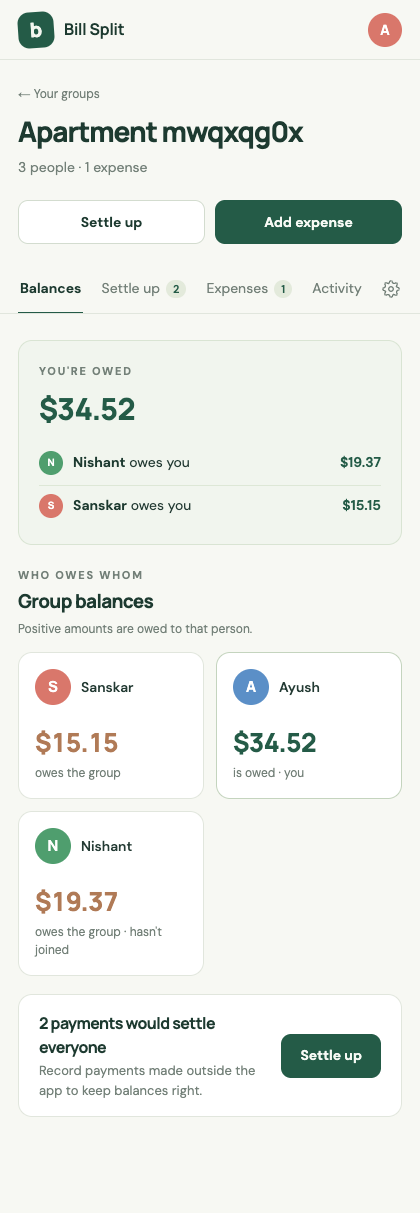 b Bill Split A
← Your groups
Apartment mwqxqg0x
3 people · 1 expense
Settle up Add expense
Balances Settle up 2 Expenses 1 Activity
YOU'RE OWED
$34.52
N Nishant owes you $19.37
S Sanskar owes you $15.15
WHO OWES WHOM
Group balances
Positive amounts are owed to that person.
S Sanskar
$15.15
owes the group
A Ayush
$34.52
is owed · you
N Nishant
$19.37
owes the group · hasn't
joined
2 payments would settle
everyone
Record payments made outside the
app to keep balances right.
Settle up